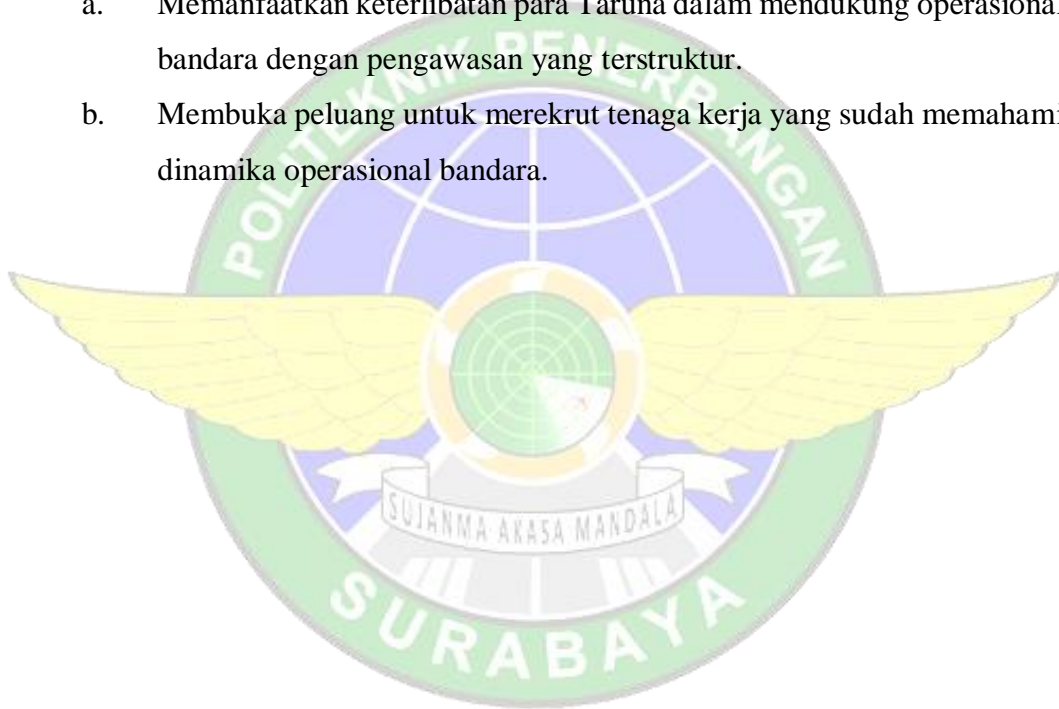 a. Memanfaatkan keterlibatan para Taruna dalam mendukung operasional
bandara dengan pengawasan yang terstruktur.
b. Membuka peluang untuk merekrut tenaga kerja yang sudah memahami
dinamika operasional bandara.
POLITEKNIK PENERBANGAN
SUJANMA AKASA MANDALA
SURABAYA